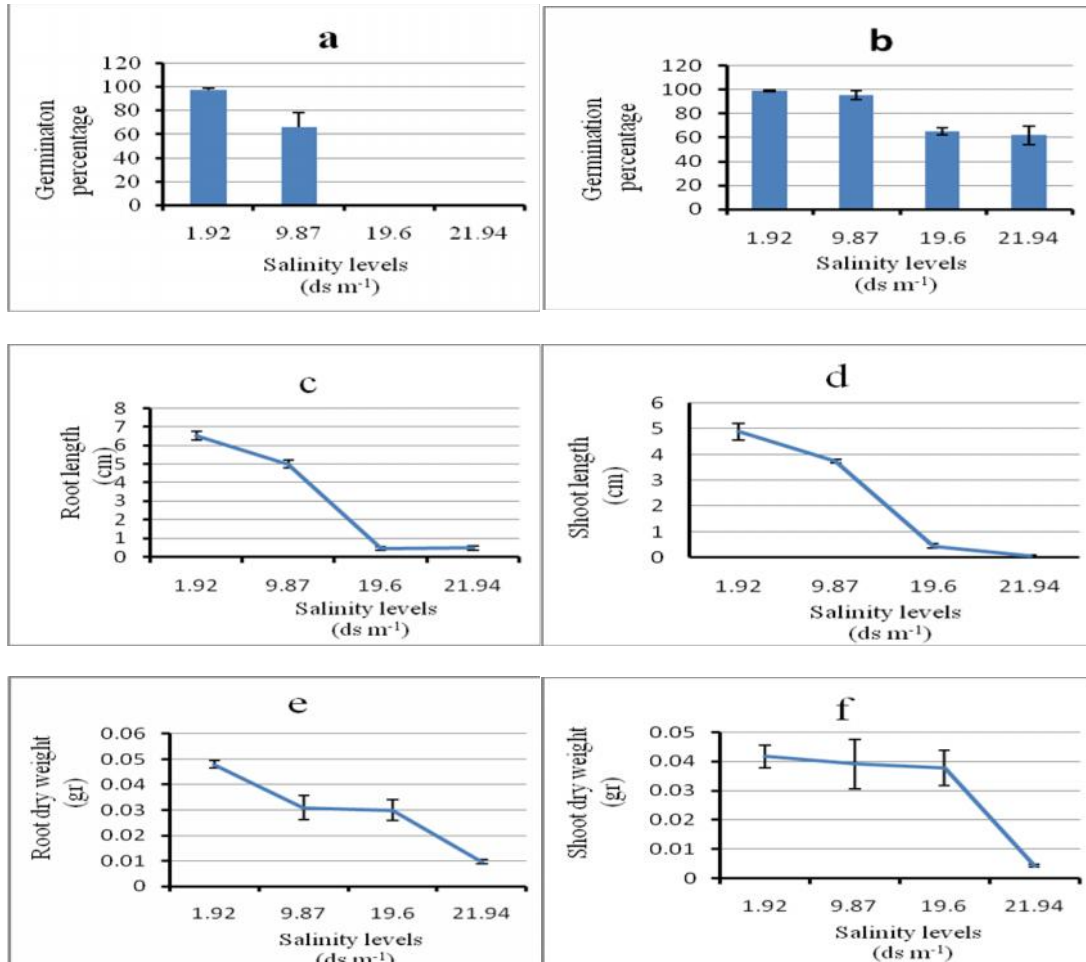 a
Germinaton
percentage
120
100
80
60
40
20
0
1.92 9.87 19.6 21.94
Salinity levels
(ds m⁻¹)
b
Germination
percentage
120
100
80
60
40
20
0
1.92 9.87 19.6 21.94
Salinity levels
(ds m⁻¹)
c
Root length
(cm)
8
7
6
5
4
3
2
1
0
1.92 9.87 19.6 21.94
Salinity levels
(ds m⁻¹)
d
Shoot length
(cm)
6
5
4
3
2
1
0
1.92 9.87 19.6 21.94
Salinity levels
(ds m⁻¹)
e
Root dry weight
(gr)
0.06
0.05
0.04
0.03
0.02
0.01
0
1.92 9.87 19.6 21.94
Salinity levels
(ds m⁻¹)
f
Shoot dry weight
(gr)
0.05
0.04
0.03
0.02
0.01
0
1.92 9.87 19.6 21.94
Salinity levels
(ds m⁻¹)